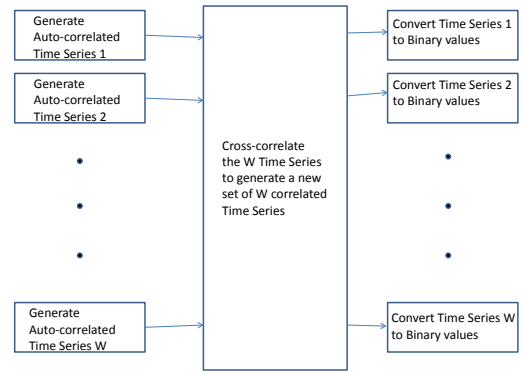 Generate
Auto-correlated
Time Series 1
Generate
Auto-correlated
Time Series 2
Generate
Auto-correlated
Time Series W
Cross-correlate
the W Time Series
to generate a new
set of W correlated
Time Series
Convert Time Series 1
to Binary values
Convert Time Series 2
to Binary values
Convert Time Series W
to Binary values